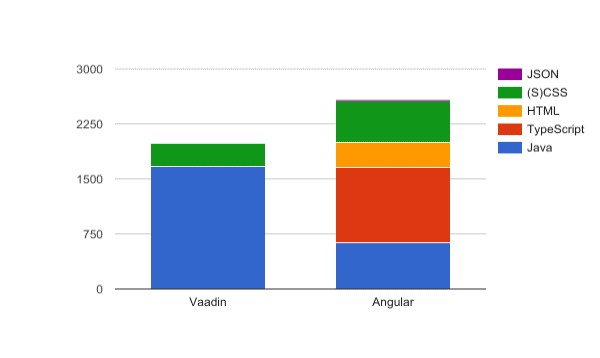 3000
2250
1500
750
0
Vaadin
Angular
JSON
(S)CSS
HTML
TypeScript
Java